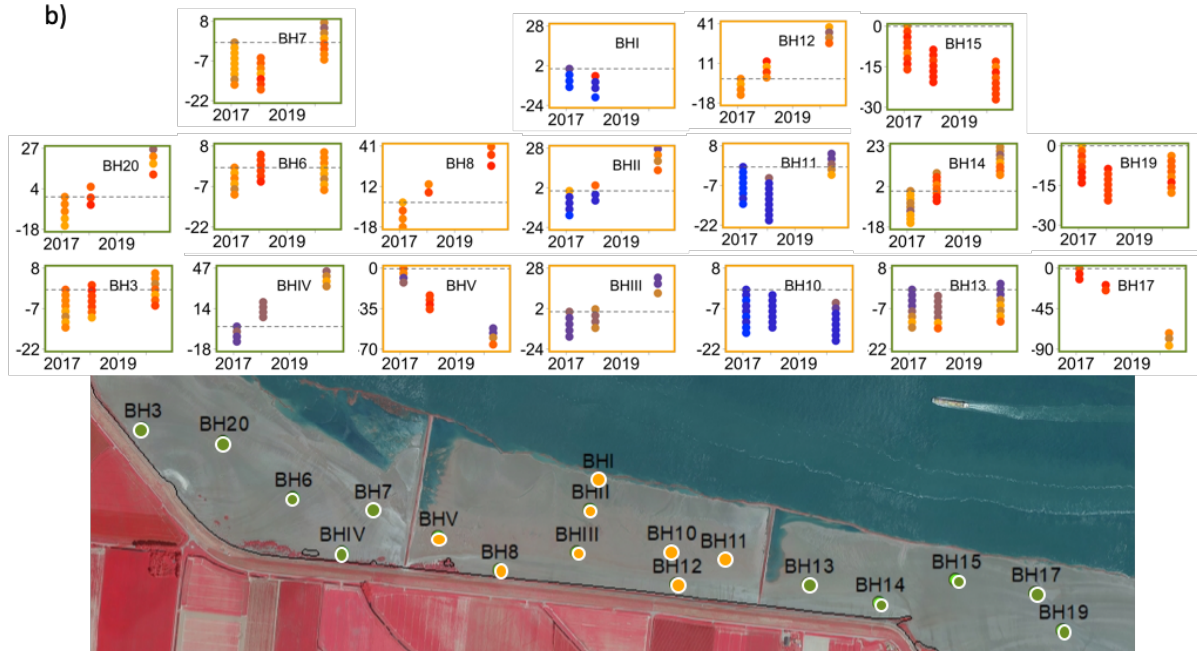 b)
8 -7 -22 BH7 2017 2019
28 2 -24 BHI
41 11 -18 BH12
0 -15 -30 BH15
27 4 -18 BH20 2017 2019
8 -7 -22 BH6 2017 2019
41 12 -18 BH8 2017 2019
28 2 -24 BHII 2017 2019
8 -7 -22 BH11 2017 2019
23 2 -18 BH14 2017 2019
0 -15 -30 BH19 2017 2019
8 -7 -22 BH3 2017 2019
47 14 -18 BHIV 2017 2019
0 -35 -70 BHV 2017 2019
28 2 -24 BHIII 2017 2019
8 -7 -22 BH10 2017 2019
8 -7 -22 BH13 2017 2019
0 -45 -90 BH17 2017 2019
BH3
BH20
BH6
BH7
BHIV
BHV
BH8
BHI
BHII
BHIII
BH10
BH11
BH12
BH13
BH14
BH15
BH17
BH19